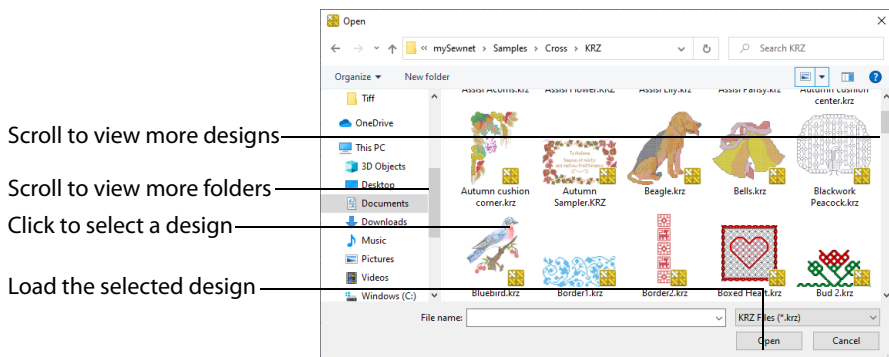 Open
« mySewnet > Samples > Cross > KRZ
Search KRZ
Organize
New folder
Tiff
OneDrive
This PC
3D Objects
Desktop
Documents
Downloads
Music
Pictures
Videos
Windows (C:)
Assisi Acorns.krz
Assisi Flower.KRZ
Assisi Lily.krz
Assisi Pansy.krz
Autumn cushion
center.krz
Autumn cushion
corner.krz
Autumn
Sampler.KRZ
Beagle.krz
Bells.krz
Blackwork
Peacock.krz
Bluebird.krz
Border1.krz
Border2.krz
Boxed Heart.krz
Bud 2.krz
File name:
KRZ Files (*.krz)
Open
Cancel
Scroll to view more designs
Scroll to view more folders
Click to select a design
Load the selected design